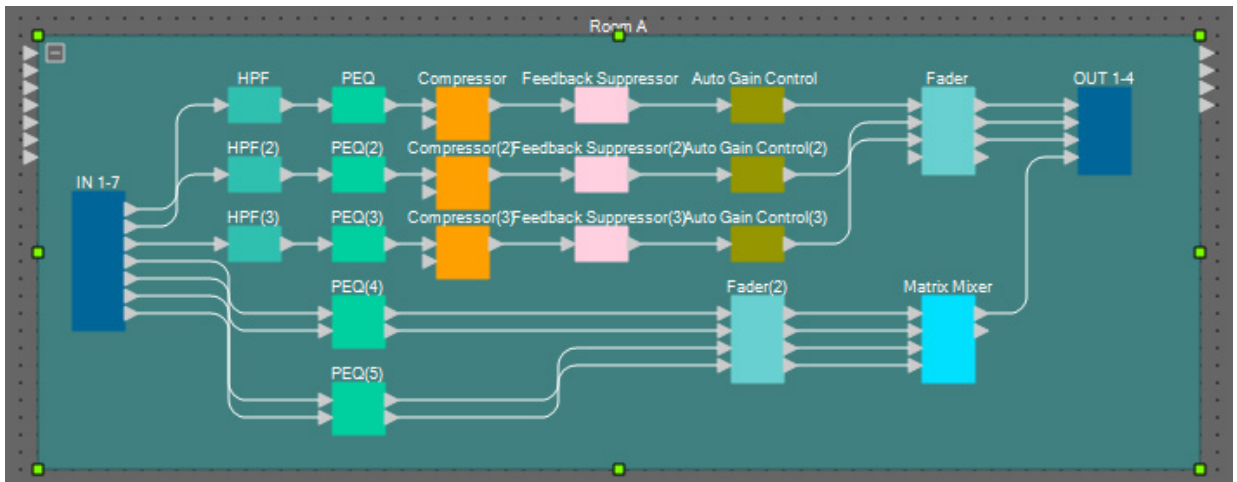 Room A
HPF PEQ Compressor Feedback Suppressor Auto Gain Control Fader OUT 1-4
HPF(2) PEQ(2) Compressor(2) Feedback Suppressor(2) Auto Gain Control(2)
IN 1-7
HPF(3) PEQ(3) Compressor(3) Feedback Suppressor(3) Auto Gain Control(3)
PEQ(4) Fader(2) Matrix Mixer
PEQ(5)